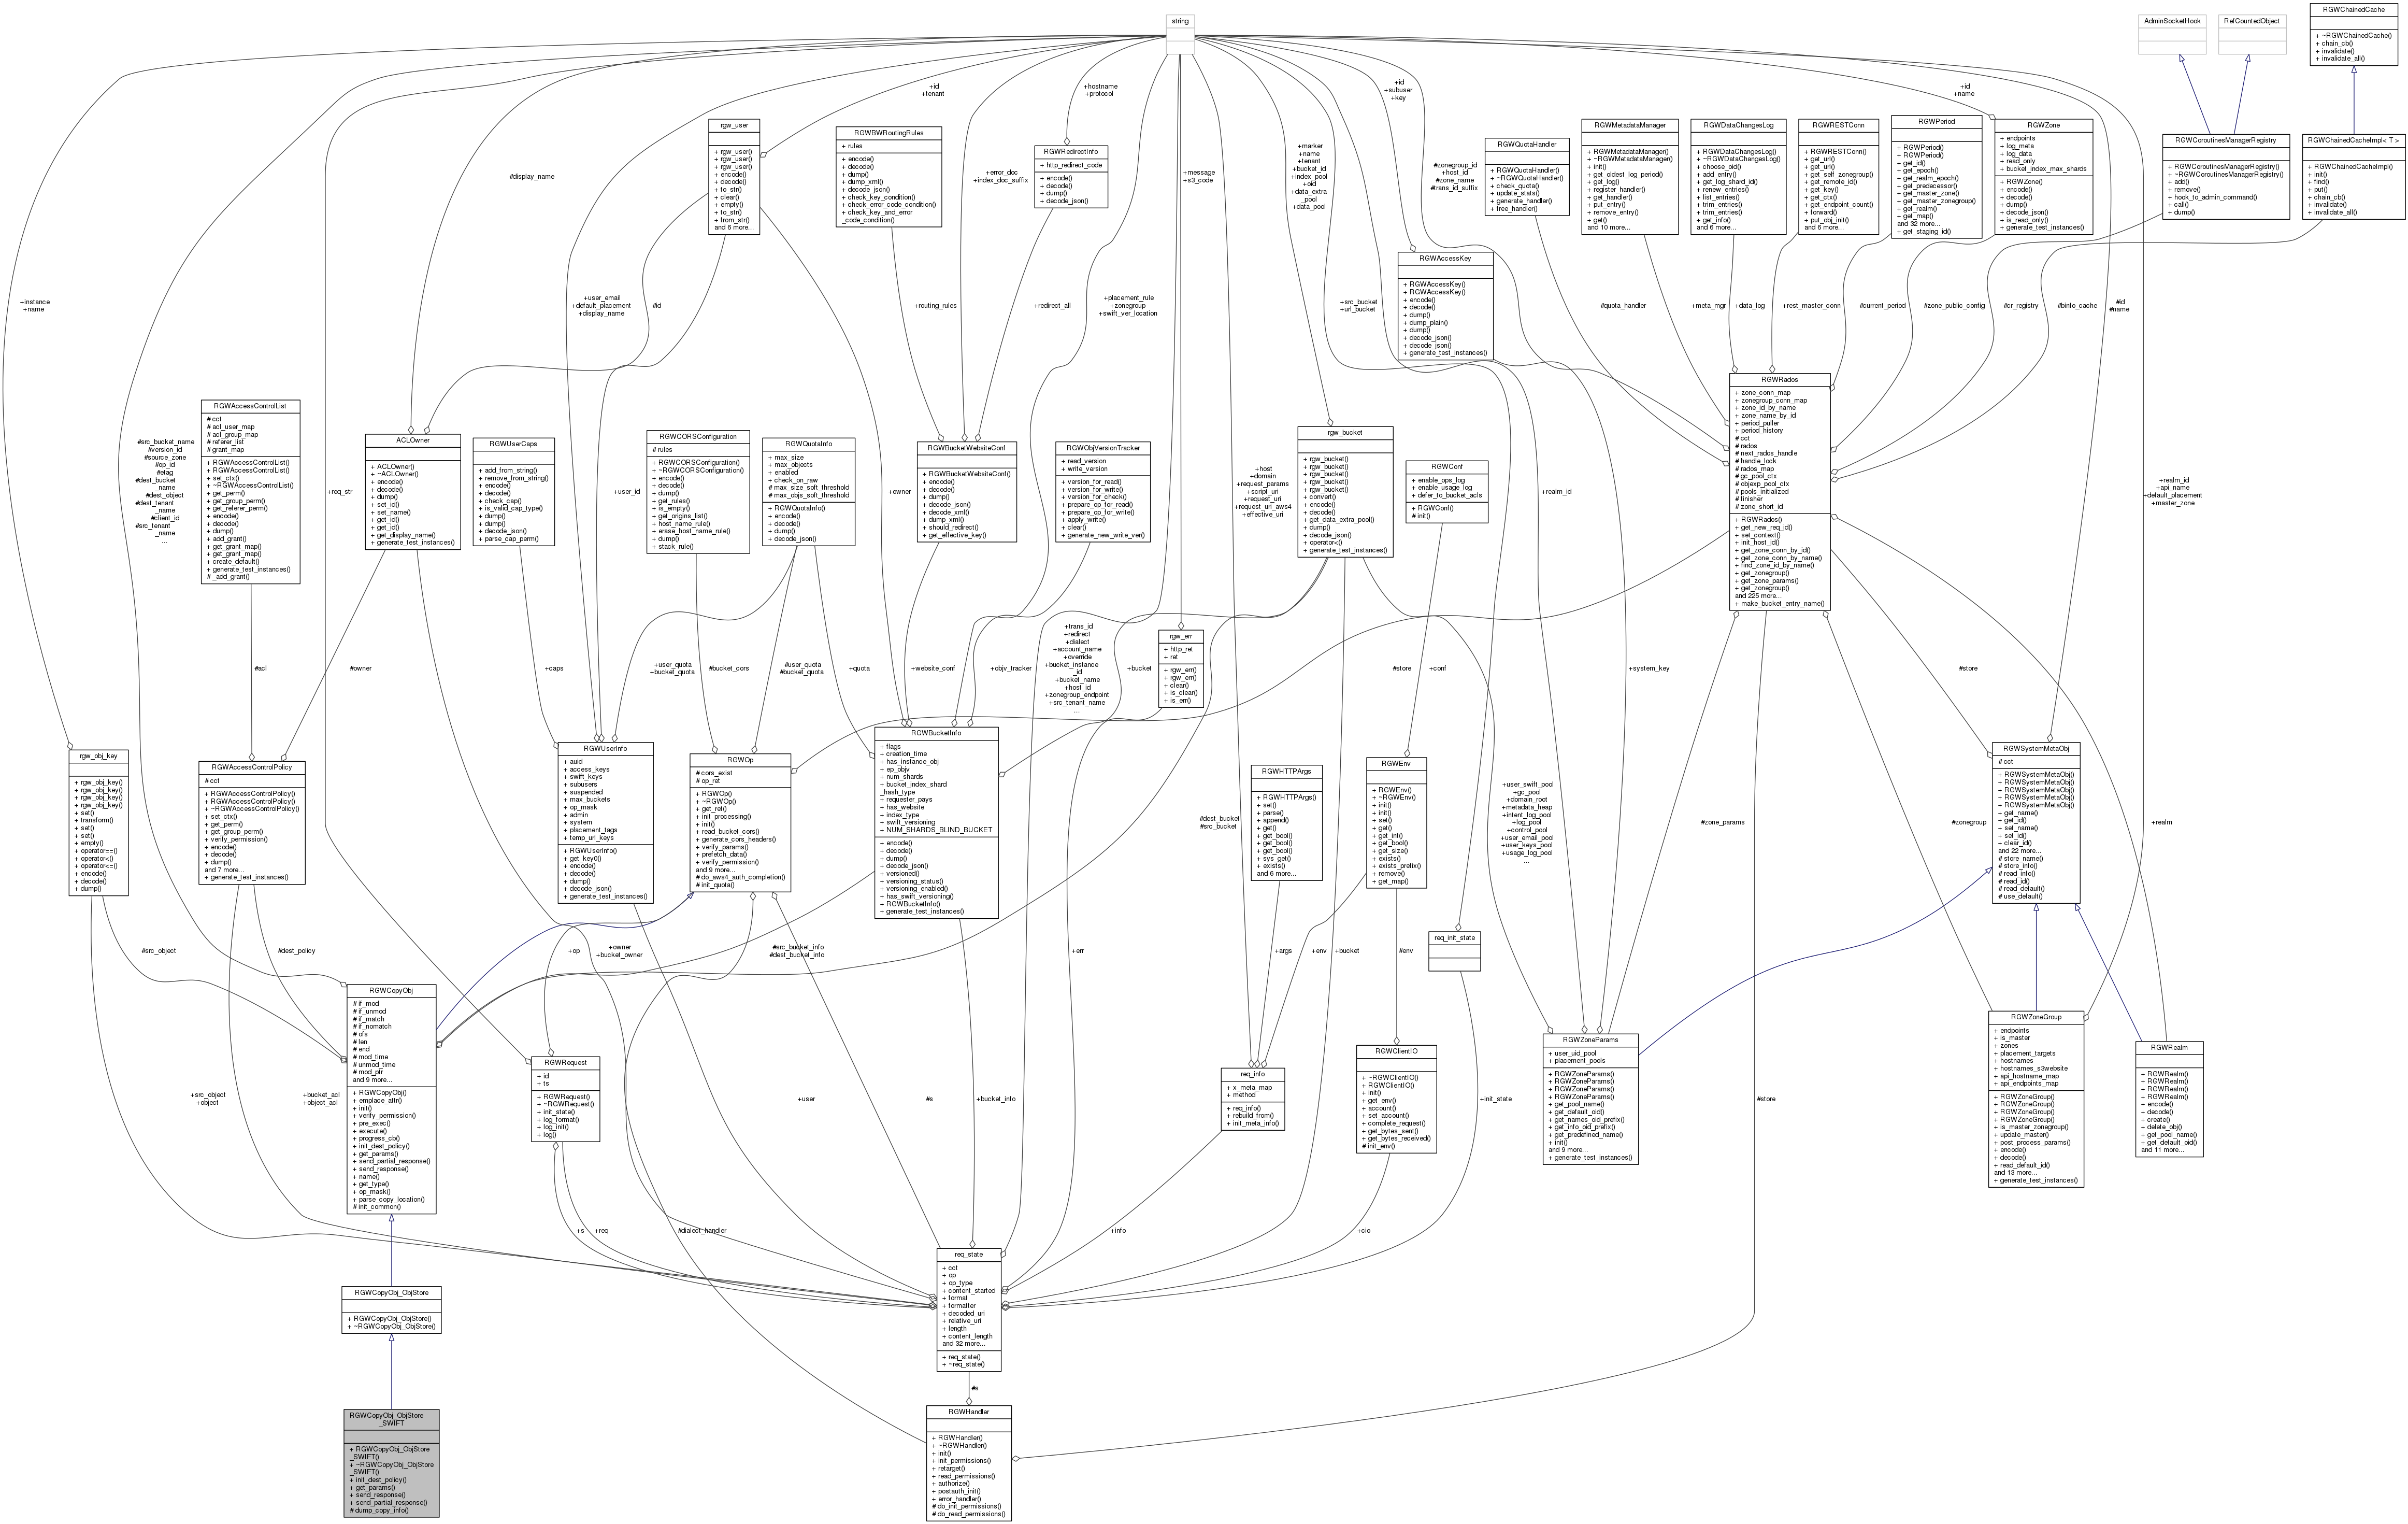 string
AdminSocketHook
RefCountedObject
RGWChainedCache
+ ~RGWChainedCache()
+ chain_cb()
+ invalidate()
+ invalidate_all()
+id
+tenant
+hostname
+protocol
+id
+subuser
+key
+id
+name
rgw_user
+ rgw_user()
+ rgw_user()
+ rgw_user()
+ encode()
+ decode()
+ to_str()
+ clear()
+ empty()
+ to_str()
+ from_str()
and 6 more...
RGWBWRoutingRules
+ rules
+ encode()
+ decode()
+ dump()
+ dump_xml()
+ decode_json()
+ check_key_condition()
+ check_error_code_condition()
+ check_key_and_error
_code_condition()
RGWRedirectInfo
+ http_redirect_code
+ encode()
+ decode()
+ dump()
+ decode_json()
+message
+s3_code
+error_doc
+index_doc_suffix
#display_name
+marker
+name
+tenant
+bucket_id
+index_pool
+oid
+data_extra
_pool
+data_pool
#zonegroup_id
#host_id
#zone_name
#trans_id_suffix
RGWQuotaHandler
+ RGWQuotaHandler()
+ ~RGWQuotaHandler()
+ check_quota()
+ update_stats()
+ generate_handler()
+ free_handler()
RGWMetadataManager
+ RGWMetadataManager()
+ ~RGWMetadataManager()
+ init()
+ get_oldest_log_period()
+ get_log()
+ register_handler()
+ get_handler()
+ put_entry()
+ remove_entry()
+ get()
and 10 more...
RGWDataChangesLog
+ RGWDataChangesLog()
+ ~RGWDataChangesLog()
+ choose_oid()
+ add_entry()
+ get_log_shard_id()
+ renew_entries()
+ list_entries()
+ trim_entries()
+ trim_entries()
+ get_info()
and 6 more...
RGWRESTConn
+ RGWRESTConn()
+ get_url()
+ get_url()
+ get_self_zonegroup()
+ get_remote_id()
+ get_key()
+ get_ctx()
+ get_endpoint_count()
+ forward()
+ put_obj_init()
and 6 more...
RGWPeriod
+ RGWPeriod()
+ RGWPeriod()
+ get_id()
+ get_epoch()
+ get_realm_epoch()
+ get_predecessor()
+ get_master_zone()
+ get_master_zonegroup()
+ get_realm()
+ get_map()
and 32 more...
+ get_staging_id()
RGWZone
+ endpoints
+ log_meta
+ log_data
+ read_only
+ bucket_index_max_shards
+ RGWZone()
+ encode()
+ decode()
+ dump()
+ decode_json()
+ is_read_only()
+ generate_test_instances()
RGWCoroutinesManagerRegistry
+ RGWCoroutinesManagerRegistry()
+ ~RGWCoroutinesManagerRegistry()
+ add()
+ remove()
+ hook_to_admin_command()
+ call()
+ dump()
RGWChainedCacheImpl< T >
+ RGWChainedCacheImpl()
+ init()
+ find()
+ put()
+ chain_cb()
+ invalidate()
+ invalidate_all()
RGWAccessKey
+ RGWAccessKey()
+ RGWAccessKey()
+ encode()
+ decode()
+ dump()
+ dump_plain()
+ dump()
+ decode_json()
+ decode_json()
+ generate_test_instances()
+instance
+name
+user_email
+default_placement
+display_name
#id
+routing_rules
+redirect_all
+placement_rule
+zonegroup
+swift_ver_location
+src_bucket
+url_bucket
#quota_handler
+meta_mgr
+data_log
+rest_master_conn
#current_period
#zone_public_config
#cr_registry
#binfo_cache
#id
#name
RGWRados
+ zone_conn_map
+ zonegroup_conn_map
+ zone_id_by_name
+ zone_name_by_id
+ period_puller
+ period_history
# cct
# rados
# next_rados_handle
# handle_lock
# rados_map
# gc_pool_ctx
# objexp_pool_ctx
# pools_initialized
# finisher
# zone_short_id
+ RGWRados()
+ get_new_req_id()
+ set_context()
+ init_host_id()
+ get_zone_conn_by_id()
+ get_zone_conn_by_name()
+ find_zone_id_by_name()
+ get_zonegroup()
+ get_zone_params()
+ get_zonegroup()
and 225 more...
+ make_bucket_entry_name()
RGWAccessControlList
# cct
# acl_user_map
# acl_group_map
# referer_list
# grant_map
+ RGWAccessControlList()
+ RGWAccessControlList()
+ set_ctx()
+ ~RGWAccessControlList()
+ get_perm()
+ get_group_perm()
+ get_referer_perm()
+ encode()
+ decode()
+ dump()
+ add_grant()
+ get_grant_map()
+ get_grant_map()
+ create_default()
+ generate_test_instances()
# _add_grant()
#src_bucket_name
#version_id
#source_zone
#op_id
#etag
#dest_bucket
_name
#dest_object
#dest_tenant
_name
#client_id
#src_tenant
_name
...
+req_str
ACLOwner
+ ACLOwner()
+ ~ACLOwner()
+ encode()
+ decode()
+ dump()
+ set_id()
+ set_name()
+ get_id()
+ get_id()
+ get_display_name()
+ generate_test_instances()
RGWUserCaps
+ add_from_string()
+ remove_from_string()
+ encode()
+ decode()
+ check_cap()
+ is_valid_cap_type()
+ dump()
+ dump()
+ decode_json()
+ parse_cap_perm()
+user_id
RGWCORSConfiguration
# rules
+ RGWCORSConfiguration()
+ ~RGWCORSConfiguration()
+ encode()
+ decode()
+ dump()
+ get_rules()
+ is_empty()
+ get_origins_list()
+ host_name_rule()
+ erase_host_name_rule()
+ dump()
+ stack_rule()
RGWQuotaInfo
+ max_size
+ max_objects
+ enabled
+ check_on_raw
# max_size_soft_threshold
# max_objs_soft_threshold
+ RGWQuotaInfo()
+ encode()
+ decode()
+ dump()
+ decode_json()
+owner
RGWBucketWebsiteConf
+ RGWBucketWebsiteConf()
+ encode()
+ decode()
+ dump()
+ decode_json()
+ decode_xml()
+ dump_xml()
+ should_redirect()
+ get_effective_key()
RGWObjVersionTracker
+ read_version
+ write_version
+ version_for_read()
+ version_for_write()
+ version_for_check()
+ prepare_op_for_read()
+ prepare_op_for_write()
+ apply_write()
+ clear()
+ generate_new_write_ver()
+host
+domain
+request_params
+script_uri
+request_uri
+request_uri_aws4
+effective_uri
rgw_bucket
+ rgw_bucket()
+ rgw_bucket()
+ rgw_bucket()
+ rgw_bucket()
+ rgw_bucket()
+ convert()
+ encode()
+ decode()
+ get_data_extra_pool()
+ dump()
+ decode_json()
+ operator<()
+ generate_test_instances()
RGWConf
+ enable_ops_log
+ enable_usage_log
+ defer_to_bucket_acls
+ RGWConf()
# init()
+realm_id
+realm_id
+api_name
+default_placement
+master_zone
#acl
#owner
+caps
+user_quota
+bucket_quota
#bucket_cors
#user_quota
#bucket_quota
+quota
+website_conf
+objv_tracker
+trans_id
+redirect
+dialect
+account_name
+override
+bucket_instance
_id
+bucket_name
+host_id
+zonegroup_endpoint
+src_tenant_name
...
+bucket
rgw_err
+ http_ret
+ ret
+ rgw_err()
+ rgw_err()
+ clear()
+ is_clear()
+ is_err()
#store
+conf
+system_key
#store
rgw_obj_key
+ rgw_obj_key()
+ rgw_obj_key()
+ rgw_obj_key()
+ rgw_obj_key()
+ set()
+ transform()
+ set()
+ set()
+ empty()
+ operator==()
+ operator<()
+ operator<=()
+ encode()
+ decode()
+ dump()
RGWAccessControlPolicy
# cct
+ RGWAccessControlPolicy()
+ RGWAccessControlPolicy()
+ ~RGWAccessControlPolicy()
+ set_ctx()
+ get_perm()
+ get_group_perm()
+ verify_permission()
+ encode()
+ decode()
+ dump()
and 7 more...
+ generate_test_instances()
RGWUserInfo
+ auid
+ access_keys
+ swift_keys
+ subusers
+ suspended
+ max_buckets
+ op_mask
+ admin
+ system
+ placement_tags
+ temp_url_keys
+ RGWUserInfo()
+ get_key0()
+ encode()
+ decode()
+ dump()
+ decode_json()
+ generate_test_instances()
RGWOp
# cors_exist
# op_ret
+ RGWOp()
+ ~RGWOp()
+ get_ret()
+ init_processing()
+ init()
+ read_bucket_cors()
+ generate_cors_headers()
+ verify_params()
+ prefetch_data()
+ verify_permission()
and 9 more...
# do_aws4_auth_completion()
# init_quota()
RGWBucketInfo
+ flags
+ creation_time
+ has_instance_obj
+ ep_objv
+ num_shards
+ bucket_index_shard
_hash_type
+ requester_pays
+ has_website
+ index_type
+ swift_versioning
+ NUM_SHARDS_BLIND_BUCKET
+ encode()
+ decode()
+ dump()
+ decode_json()
+ versioned()
+ versioning_status()
+ versioning_enabled()
+ has_swift_versioning()
+ RGWBucketInfo()
+ generate_test_instances()
#dest_bucket
#src_bucket
RGWHTTPArgs
+ RGWHTTPArgs()
+ set()
+ parse()
+ append()
+ get()
+ get_bool()
+ get_bool()
+ get_bool()
+ sys_get()
+ exists()
and 6 more...
RGWEnv
+ RGWEnv()
+ ~RGWEnv()
+ init()
+ init()
+ set()
+ get()
+ get_int()
+ get_bool()
+ get_size()
+ exists()
+ exists_prefix()
+ remove()
+ get_map()
+user_swift_pool
+gc_pool
+domain_root
+metadata_heap
+intent_log_pool
+log_pool
+control_pool
+user_email_pool
+user_keys_pool
+usage_log_pool
...
#zone_params
#zonegroup
RGWSystemMetaObj
# cct
+ RGWSystemMetaObj()
+ RGWSystemMetaObj()
+ RGWSystemMetaObj()
+ RGWSystemMetaObj()
+ RGWSystemMetaObj()
+ get_name()
+ get_id()
+ set_name()
+ set_id()
+ clear_id()
and 22 more...
# store_name()
# store_info()
# read_info()
# read_id()
# read_default()
# use_default()
+realm
#src_object
#dest_policy
+op
+owner
+bucket_owner
#src_bucket_info
#dest_bucket_info
+err
+args
+env
+bucket
#env
req_init_state
RGWCopyObj
# if_mod
# if_unmod
# if_match
# if_nomatch
# ofs
# len
# end
# mod_time
# unmod_time
# mod_ptr
and 9 more...
+ RGWCopyObj()
+ emplace_attr()
+ init()
+ verify_permission()
+ pre_exec()
+ execute()
+ progress_cb()
+ init_dest_policy()
+ get_params()
+ send_partial_response()
+ send_response()
+ name()
+ get_type()
+ op_mask()
+ parse_copy_location()
# init_common()
RGWRequest
+ id
+ ts
+ RGWRequest()
+ ~RGWRequest()
+ init_state()
+ log_format()
+ log_init()
+ log()
req_info
+ x_meta_map
+ method
+ req_info()
+ rebuild_from()
+ init_meta_info()
RGWClientIO
+ ~RGWClientIO()
+ RGWClientIO()
+ init()
+ get_env()
+ account()
+ set_account()
+ complete_request()
+ get_bytes_sent()
+ get_bytes_received()
# init_env()
RGWZoneParams
+ user_uid_pool
+ placement_pools
+ RGWZoneParams()
+ RGWZoneParams()
+ RGWZoneParams()
+ RGWZoneParams()
+ get_pool_name()
+ get_default_oid()
+ get_names_oid_prefix()
+ get_info_oid_prefix()
+ get_predefined_name()
+ init()
and 9 more...
+ generate_test_instances()
RGWZoneGroup
+ endpoints
+ is_master
+ zones
+ placement_targets
+ hostnames
+ hostnames_s3website
+ api_hostname_map
+ api_endpoints_map
+ RGWZoneGroup()
+ RGWZoneGroup()
+ RGWZoneGroup()
+ RGWZoneGroup()
+ is_master_zonegroup()
+ update_master()
+ post_process_params()
+ encode()
+ decode()
+ read_default_id()
and 13 more...
+ generate_test_instances()
RGWRealm
+ RGWRealm()
+ RGWRealm()
+ RGWRealm()
+ RGWRealm()
+ encode()
+ decode()
+ create()
+ delete_obj()
+ get_pool_name()
+ get_default_oid()
and 11 more...
+src_object
+object
+bucket_acl
+object_acl
+user
#s
+bucket_info
+init_state
#store
+s
+req
#dialect_handler
+info
+cio
req_state
+ cct
+ op
+ op_type
+ content_started
+ format
+ formatter
+ decoded_uri
+ relative_uri
+ length
+ content_length
and 32 more...
+ req_state()
+ ~req_state()
RGWCopyObj_ObjStore
+ RGWCopyObj_ObjStore()
+ ~RGWCopyObj_ObjStore()
#s
RGWCopyObj_ObjStore
_SWIFT
+ RGWCopyObj_ObjStore
_SWIFT()
+ ~RGWCopyObj_ObjStore
_SWIFT()
+ init_dest_policy()
+ get_params()
+ send_response()
+ send_partial_response()
# dump_copy_info()
RGWHandler
+ RGWHandler()
+ ~RGWHandler()
+ init()
+ init_permissions()
+ retarget()
+ read_permissions()
+ authorize()
+ postauth_init()
+ error_handler()
# do_init_permissions()
# do_read_permissions()